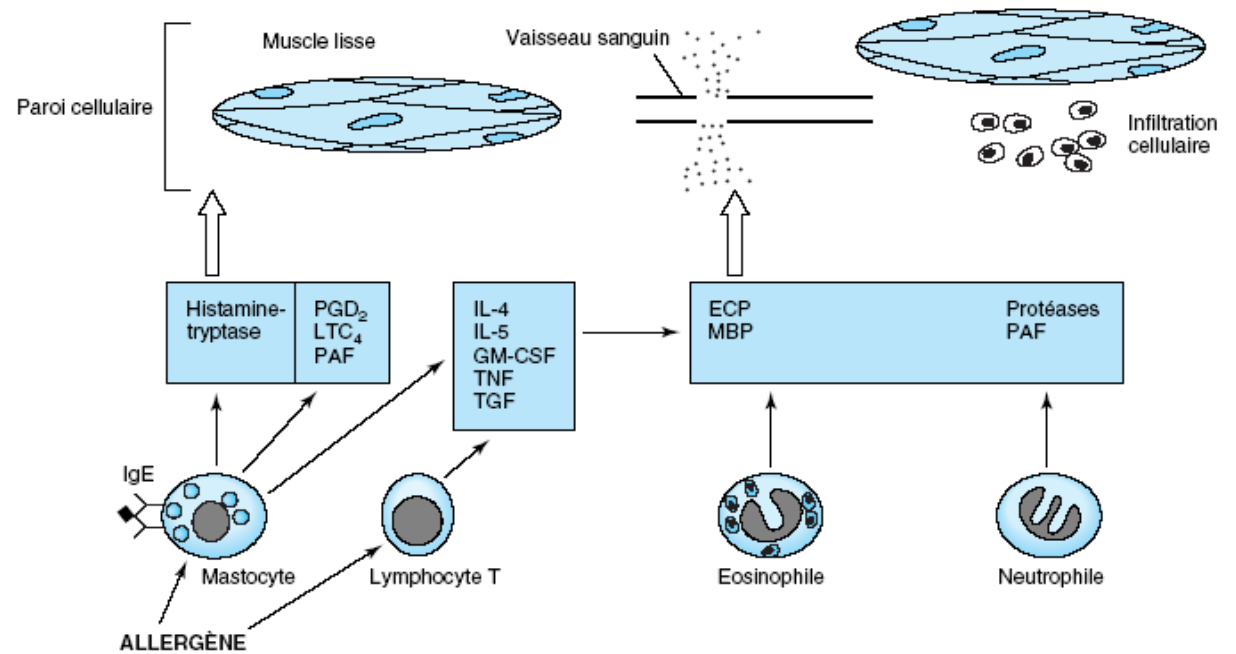 Muscle lisse
Vaisseau sanguin
Paroi cellulaire
Infiltration
cellulaire
Histamine-
tryptase
PGD₂
LTC₄
PAF
IL-4
IL-5
GM-CSF
TNF
TGF
ECP
MBP
Protéases
PAF
IgE
Mastocyte
Lymphocyte T
Eosinophile
Neutrophile
ALLERGÈNE